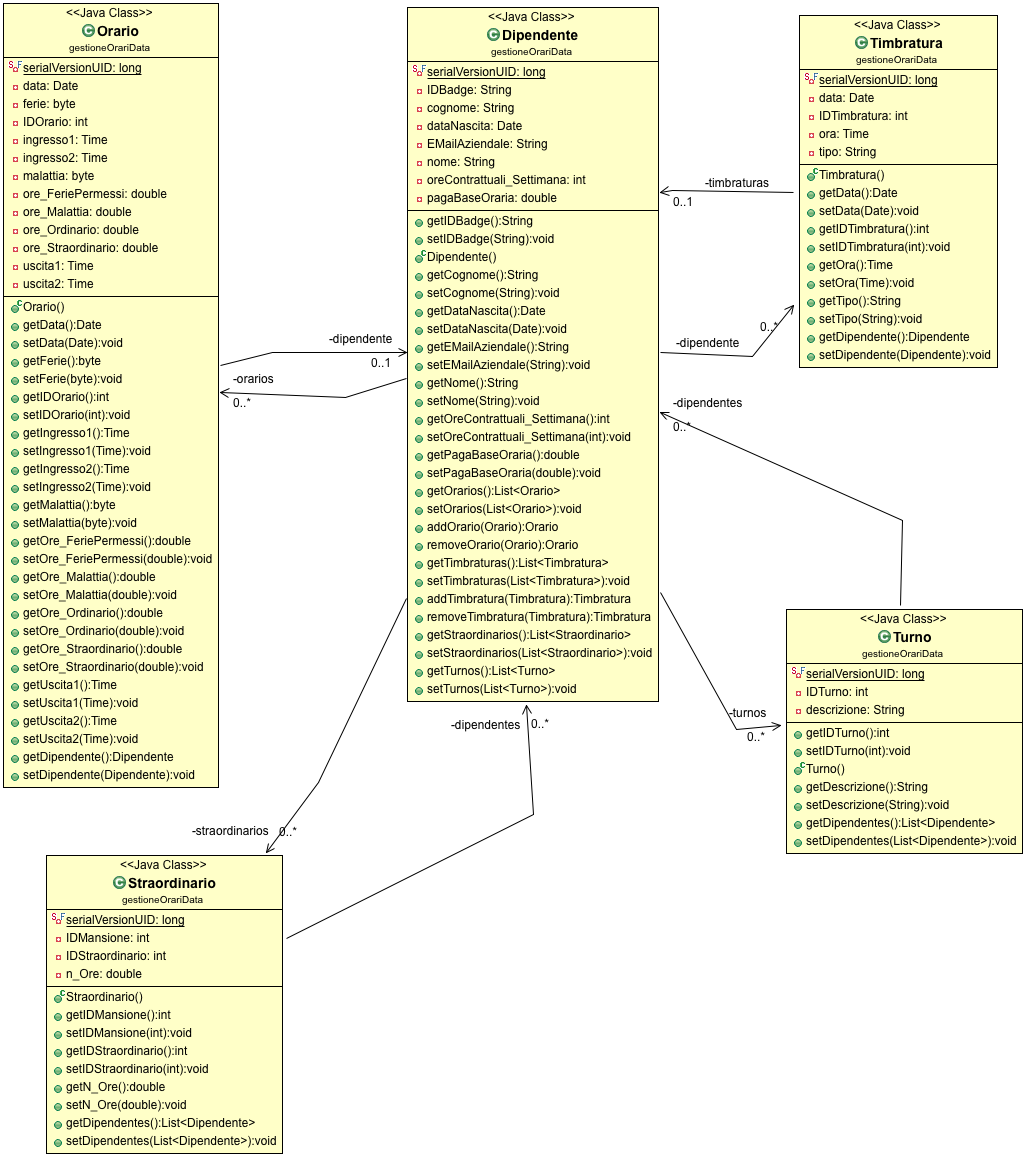 <<Java Class>>
Orario
gestioneOrariData
serialVersionUID: long
data: Date
ferie: byte
IDOrario: int
ingresso1: Time
ingresso2: Time
malattia: byte
ore_FeriePermessi: double
ore_Malattia: double
ore_Ordinario: double
ore_Straordinario: double
uscita1: Time
uscita2: Time
Orario()
getData():Date
setData(Date):void
getFerie():byte
setFerie(byte):void
getIDOrario():int
setIDOrario(int):void
getIngresso1():Time
setIngresso1(Time):void
getIngresso2():Time
setIngresso2(Time):void
getMalattia():byte
setMalattia(byte):void
getOre_FeriePermessi():double
setOre_FeriePermessi(double):void
getOre_Malattia():double
setOre_Malattia(double):void
getOre_Ordinario():double
setOre_Ordinario(double):void
getOre_Straordinario():double
setOre_Straordinario(double):void
getUscita1():Time
setUscita1(Time):void
getUscita2():Time
setUscita2(Time):void
getDipendente():Dipendente
setDipendente(Dipendente):void
-dipendente
0..1
-orarios
0..*
<<Java Class>>
Dipendente
gestioneOrariData
serialVersionUID: long
IDBadge: String
cognome: String
dataNascita: Date
EMailAziendale: String
nome: String
oreContrattuali_Settimana: int
pagaBaseOraria: double
getIDBadge():String
setIDBadge(String):void
Dipendente()
getCognome():String
setCognome(String):void
getDataNascita():Date
setDataNascita(Date):void
getEMailAziendale():String
setEMailAziendale(String):void
getNome():String
setNome(String):void
getOreContrattuali_Settimana():int
setOreContrattuali_Settimana(int):void
getPagaBaseOraria():double
setPagaBaseOraria(double):void
getOrarios():List<Orario>
setOrarios(List<Orario>):void
addOrario(Orario):Orario
removeOrario(Orario):Orario
getTimbraturas():List<Timbratura>
setTimbraturas(List<Timbratura>):void
addTimbratura(Timbratura):Timbratura
removeTimbratura(Timbratura):Timbratura
getStraordinarios():List<Straordinario>
setStraordinarios(List<Straordinario>):void
getTurnos():List<Turno>
setTurnos(List<Turno>):void
-timbraturas
0..1
-dipendente
0..*
<<Java Class>>
Timbratura
gestioneOrariData
serialVersionUID: long
data: Date
IDTimbratura: int
ora: Time
tipo: String
Timbratura()
getData():Date
setData(Date):void
getIDTimbratura():int
setIDTimbratura(int):void
getOra():Time
setOra(Time):void
getTipo():String
setTipo(String):void
getDipendente():Dipendente
setDipendente(Dipendente):void
-dipendentes
0..*
-turnos
0..*
<<Java Class>>
Turno
gestioneOrariData
serialVersionUID: long
IDTurno: int
descrizione: String
getIDTurno():int
setIDTurno(int):void
Turno()
getDescrizione():String
setDescrizione(String):void
getDipendentes():List<Dipendente>
setDipendentes(List<Dipendente>):void
-dipendentes
0..*
-straordinarios
0..*
<<Java Class>>
Straordinario
gestioneOrariData
serialVersionUID: long
IDMansione: int
IDStraordinario: int
n_Ore: double
Straordinario()
getIDMansione():int
setIDMansione(int):void
getIDStraordinario():int
setIDStraordinario(int):void
getN_Ore():double
setN_Ore(double):void
getDipendentes():List<Dipendente>
setDipendentes(List<Dipendente>):void